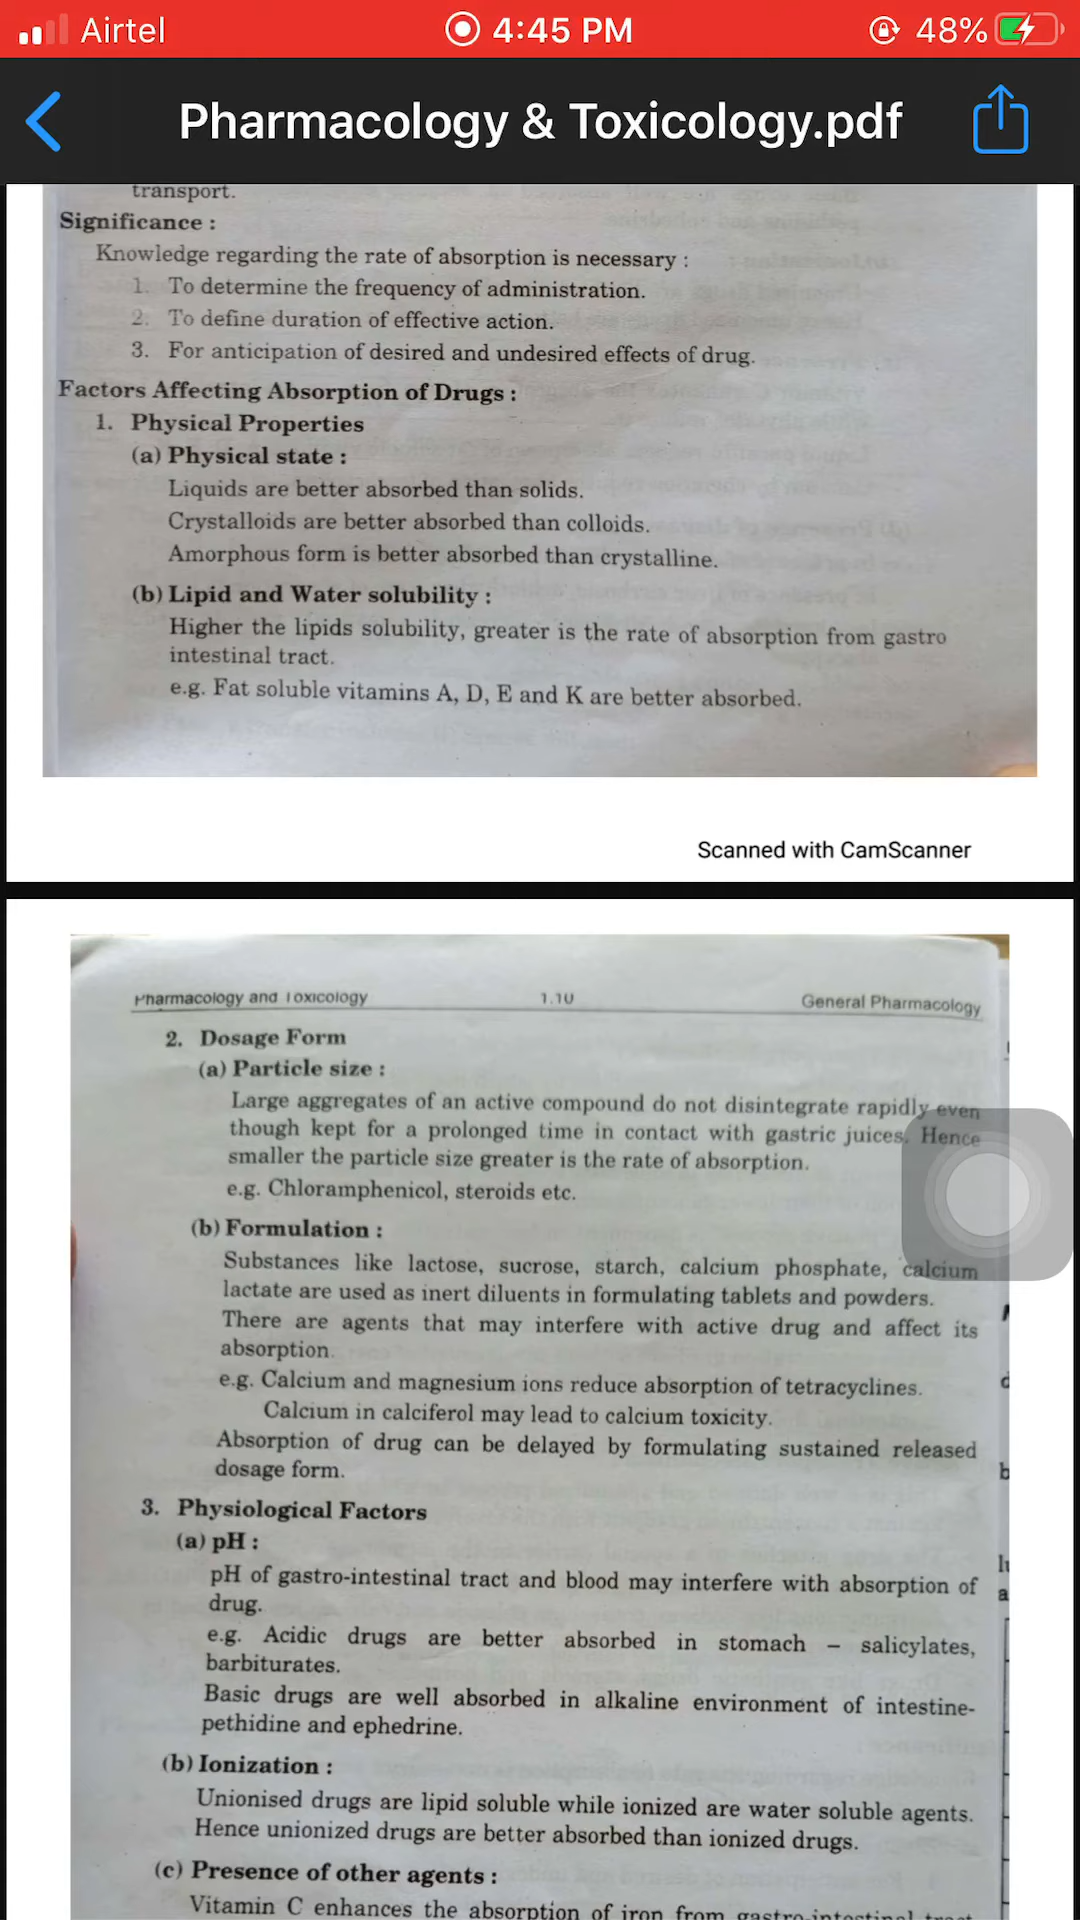 Airtel
4:45 PM
48%
Pharmacology & Toxicology.pdf
transport.
Significance :
Knowledge regarding the rate of absorption is necessary :
1. To determine the frequency of administration.
2. To define duration of effective action.
3. For anticipation of desired and undesired effects of drug.
Factors Affecting Absorption of Drugs :
1. Physical Properties
(a) Physical state :
Liquids are better absorbed than solids.
Crystalloids are better absorbed than colloids.
Amorphous form is better absorbed than crystalline.
(b) Lipid and Water solubility :
Higher the lipids solubility, greater is the rate of absorption from gastro
intestinal tract.
e.g. Fat soluble vitamins A, D, E and K are better absorbed.
Scanned with CamScanner
Pharmacology and Toxicology 1.10 General Pharmacology
2. Dosage Form
(a) Particle size :
Large aggregates of an active compound do not disintegrate rapidly even
though kept for a prolonged time in contact with gastric juices. Hence
smaller the particle size greater is the rate of absorption.
e.g. Chloramphenicol, steroids etc.
(b) Formulation :
Substances like lactose, sucrose, starch, calcium phosphate, calcium
lactate are used as inert diluents in formulating tablets and powders.
There are agents that may interfere with active drug and affect its
absorption.
e.g. Calcium and magnesium ions reduce absorption of tetracyclines.
Calcium in calciferol may lead to calcium toxicity.
Absorption of drug can be delayed by formulating sustained released
dosage form.
3. Physiological Factors
(a) pH :
pH of gastro-intestinal tract and blood may interfere with absorption of
drug.
e.g. Acidic drugs are better absorbed in stomach – salicylates,
barbiturates.
Basic drugs are well absorbed in alkaline environment of intestine-
pethidine and ephedrine.
(b) Ionization :
Unionised drugs are lipid soluble while ionized are water soluble agents.
Hence unionized drugs are better absorbed than ionized drugs.
(c) Presence of other agents :
Vitamin C enhances the absorption of iron from gastro-intestinal tract